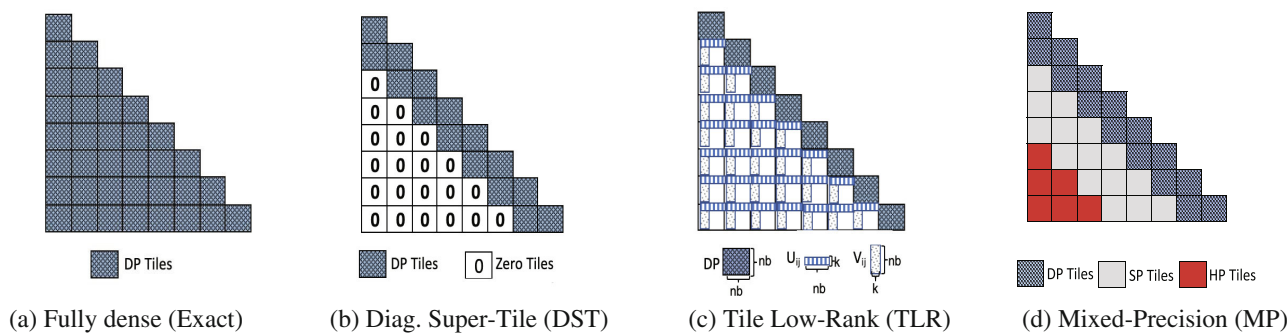 0
0 0
0 0 0
0 0 0 0
0 0 0 0 0
0 0 0 0 0 0
DP Tiles
DP Tiles 0 Zero Tiles
DP nb U_ij k V_ij nb
nb nb k
DP Tiles SP Tiles HP Tiles
(a) Fully dense (Exact) (b) Diag. Super-Tile (DST) (c) Tile Low-Rank (TLR) (d) Mixed-Precision (MP)